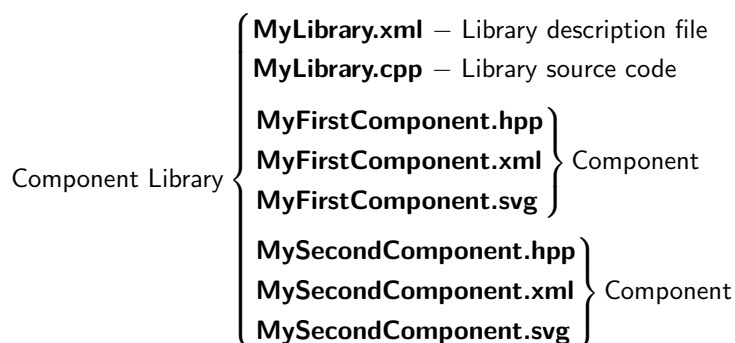 MyLibrary.xml – Library description file
MyLibrary.cpp – Library source code
MyFirstComponent.hpp
MyFirstComponent.xml
MyFirstComponent.svg
Component
Component Library
MySecondComponent.hpp
MySecondComponent.xml
MySecondComponent.svg
Component